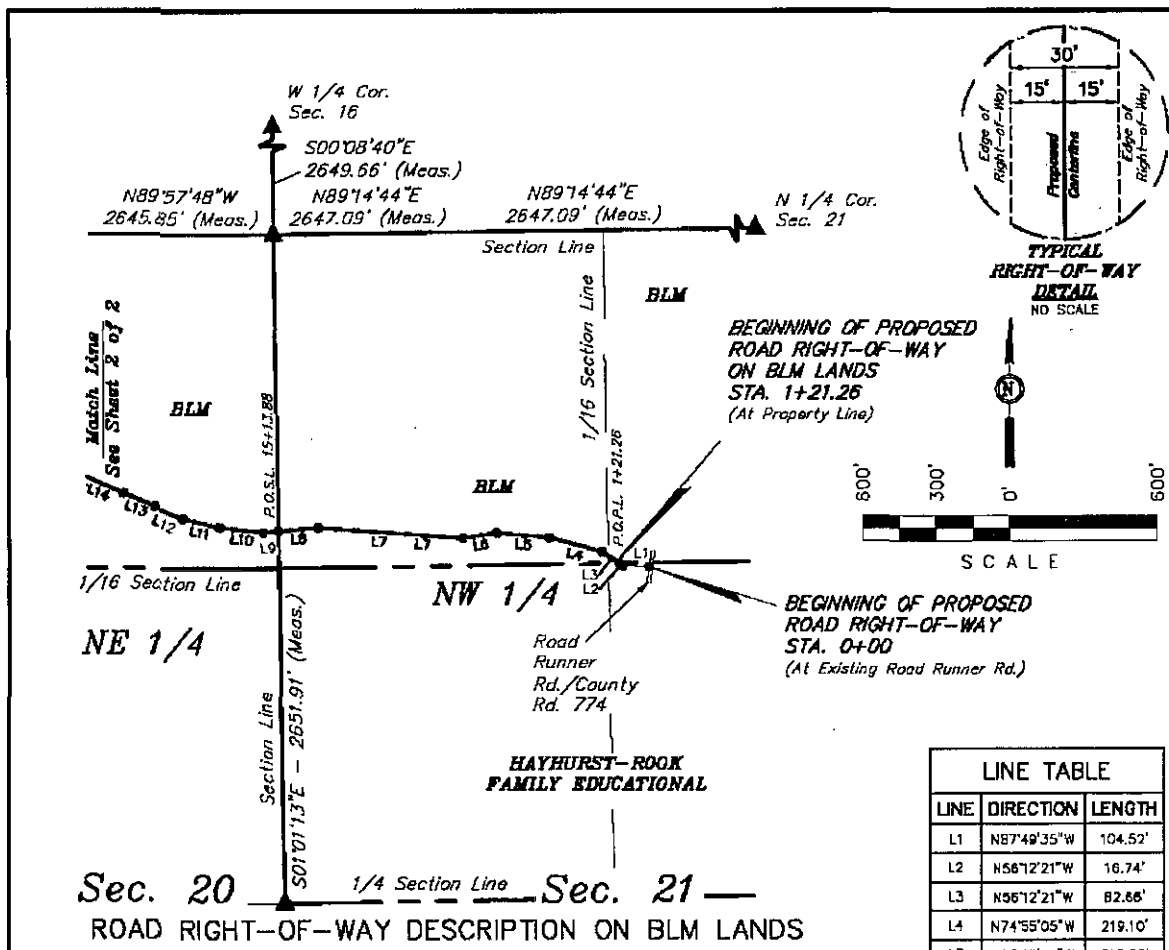 W 1/4 Cor.
Sec. 16
S00°08'40"E
2649.66' (Meas.)
N89°57'48"W
2645.85' (Meas.)
N89°14'44"E
2647.09' (Meas.)
N89°14'44"E
2647.09' (Meas.)
N 1/4 Cor.
Sec. 21
Section Line
30'
15'
15'
Edge of
Right-of-Way
Proposed
Centerline
Edge of
Right-of-Way
TYPICAL
RIGHT-OF-WAY
DETAIL
NO SCALE
N
600'
300'
0'
600'
SCALE
Match Line
See Sheet 2 of 2
BLM
P.O.S.L. 15+13.88
1/16 Section Line
BLM
BLM
P.O.P.L. 1+21.26
BEGINNING OF PROPOSED
ROAD RIGHT-OF-WAY
ON BLM LANDS
STA. 1+21.26
(At Property Line)
L14
L13
L12
L11
L10
L9
L8
L7
L7
L6
L5
L4
L3
L2
L1
1/16 Section Line
NW 1/4
NE 1/4
BEGINNING OF PROPOSED
ROAD RIGHT-OF-WAY
STA. 0+00
(At Existing Road Runner Rd.)
Road
Runner
Rd./County
Rd. 774
Section Line
S01°01'13"E - 2651.91' (Meas.)
HAYHURST-ROOK
FAMILY EDUCATIONAL
Sec. 20
1/4 Section Line
Sec. 21
ROAD RIGHT-OF-WAY DESCRIPTION ON BLM LANDS
LINE TABLE
LINE DIRECTION LENGTH
L1 N87°49'35"W 104.52'
L2 N56°12'21"W 16.74'
L3 N56°12'21"W 82.66'
L4 N74°55'05"W 219.10'